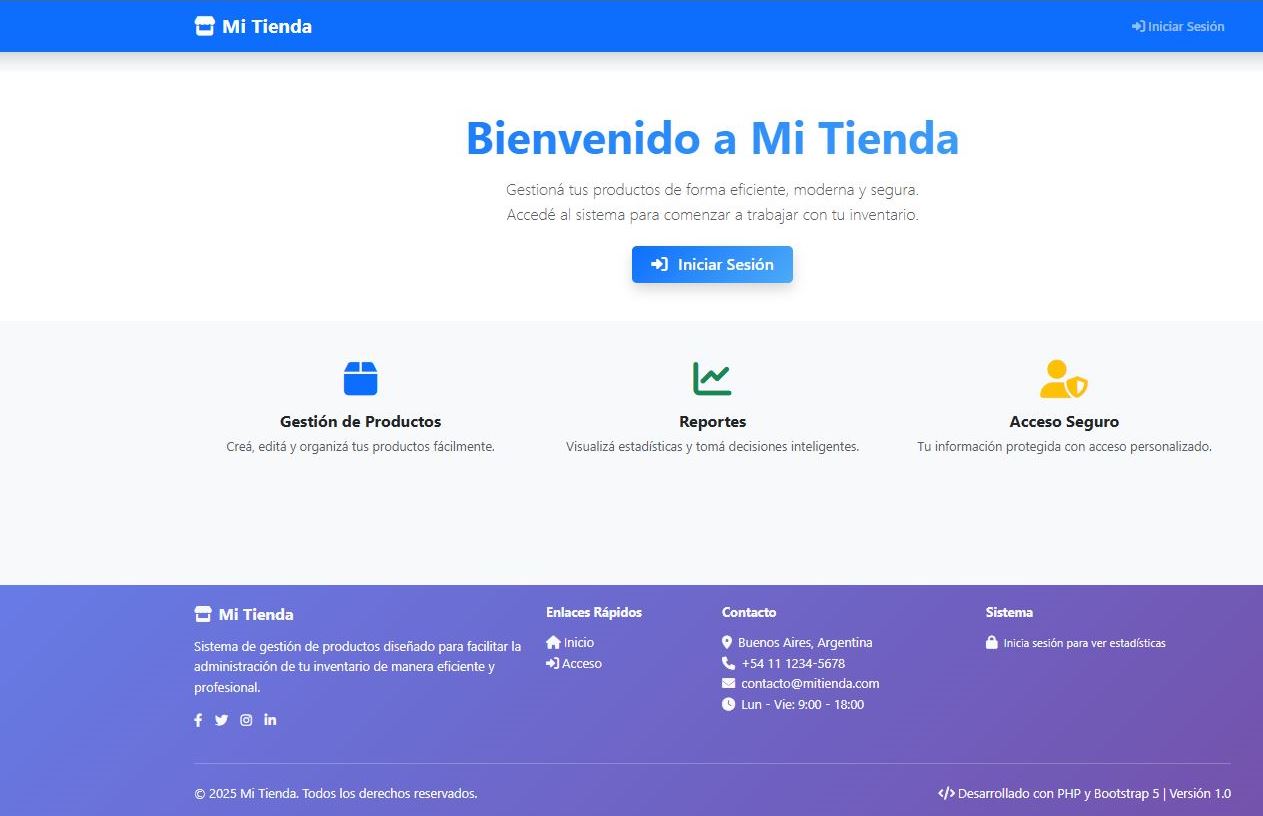 Mi Tienda
Iniciar Sesión
Bienvenido a Mi Tienda
Gestioná tus productos de forma eficiente, moderna y segura.
Accedé al sistema para comenzar a trabajar con tu inventario.
Iniciar Sesión
Gestión de Productos
Creá, editá y organizá tus productos fácilmente.
Reportes
Visualizá estadísticas y tomá decisiones inteligentes.
Acceso Seguro
Tu información protegida con acceso personalizado.
Mi Tienda
Sistema de gestión de productos diseñado para facilitar la
administración de tu inventario de manera eficiente y
profesional.
Enlaces Rápidos
Inicio
Acceso
Contacto
Buenos Aires, Argentina
+54 11 1234-5678
contacto@mitienda.com
Lun - Vie: 9:00 - 18:00
Sistema
Inicia sesión para ver estadísticas
© 2025 Mi Tienda. Todos los derechos reservados.
Desarrollado con PHP y Bootstrap 5 | Versión 1.0